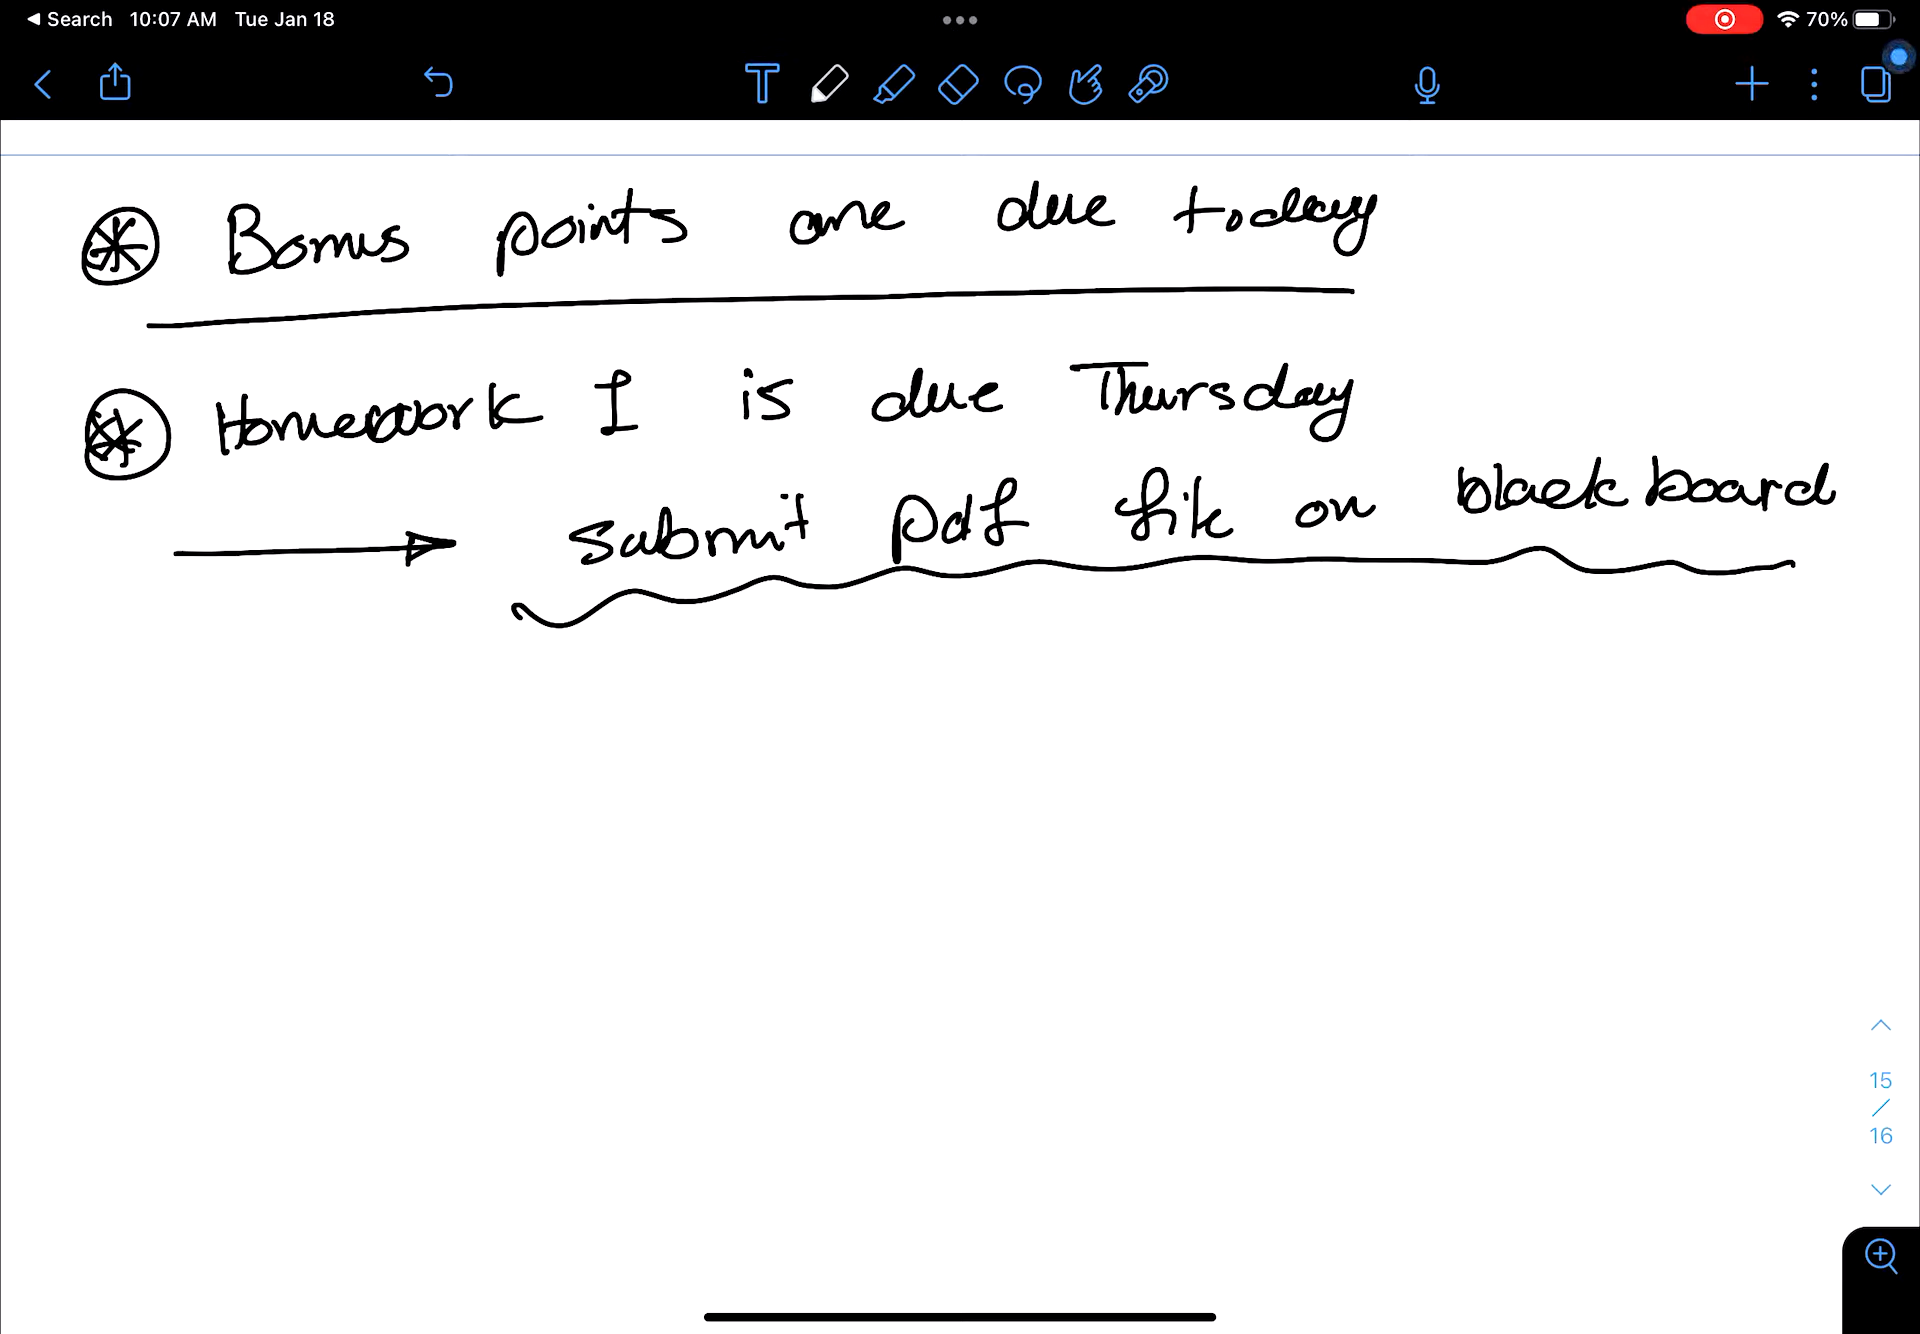 Search 10:07 AM Tue Jan 18 70%
Bonus points are due today
Homework I is due Thursday
submit pdf file on blackboard
15
/
16